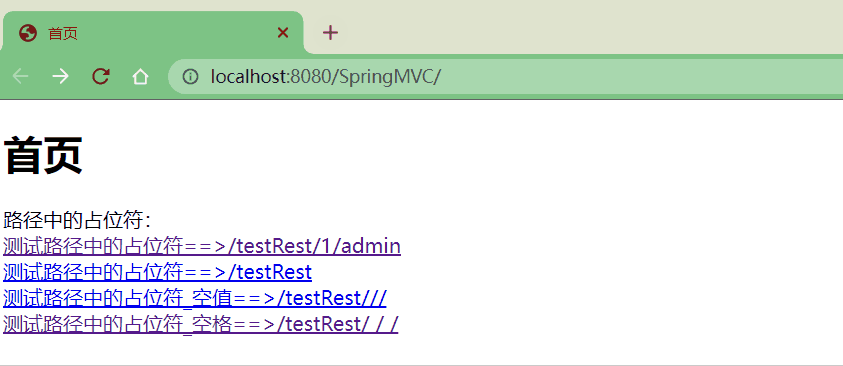 首页
localhost:8080/SpringMVC/
首页
路径中的占位符：
测试路径中的占位符==>/testRest/1/admin
测试路径中的占位符==>/testRest
测试路径中的占位符_空值==>/testRest///
测试路径中的占位符_空格==>/testRest/ / /